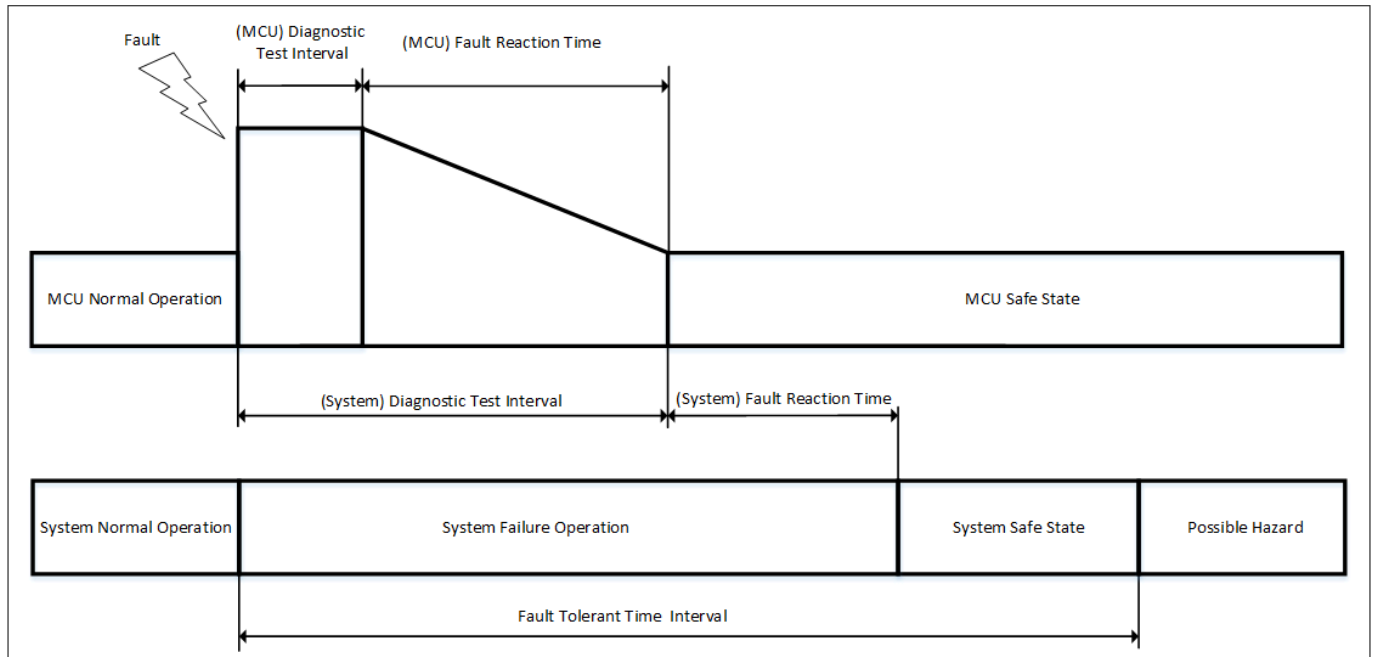 Fault
(MCU) Diagnostic
Test Interval
(MCU) Fault Reaction Time
MCU Normal Operation
MCU Safe State
(System) Diagnostic Test Interval
(System) Fault Reaction Time
System Normal Operation
System Failure Operation
System Safe State
Possible Hazard
Fault Tolerant Time Interval